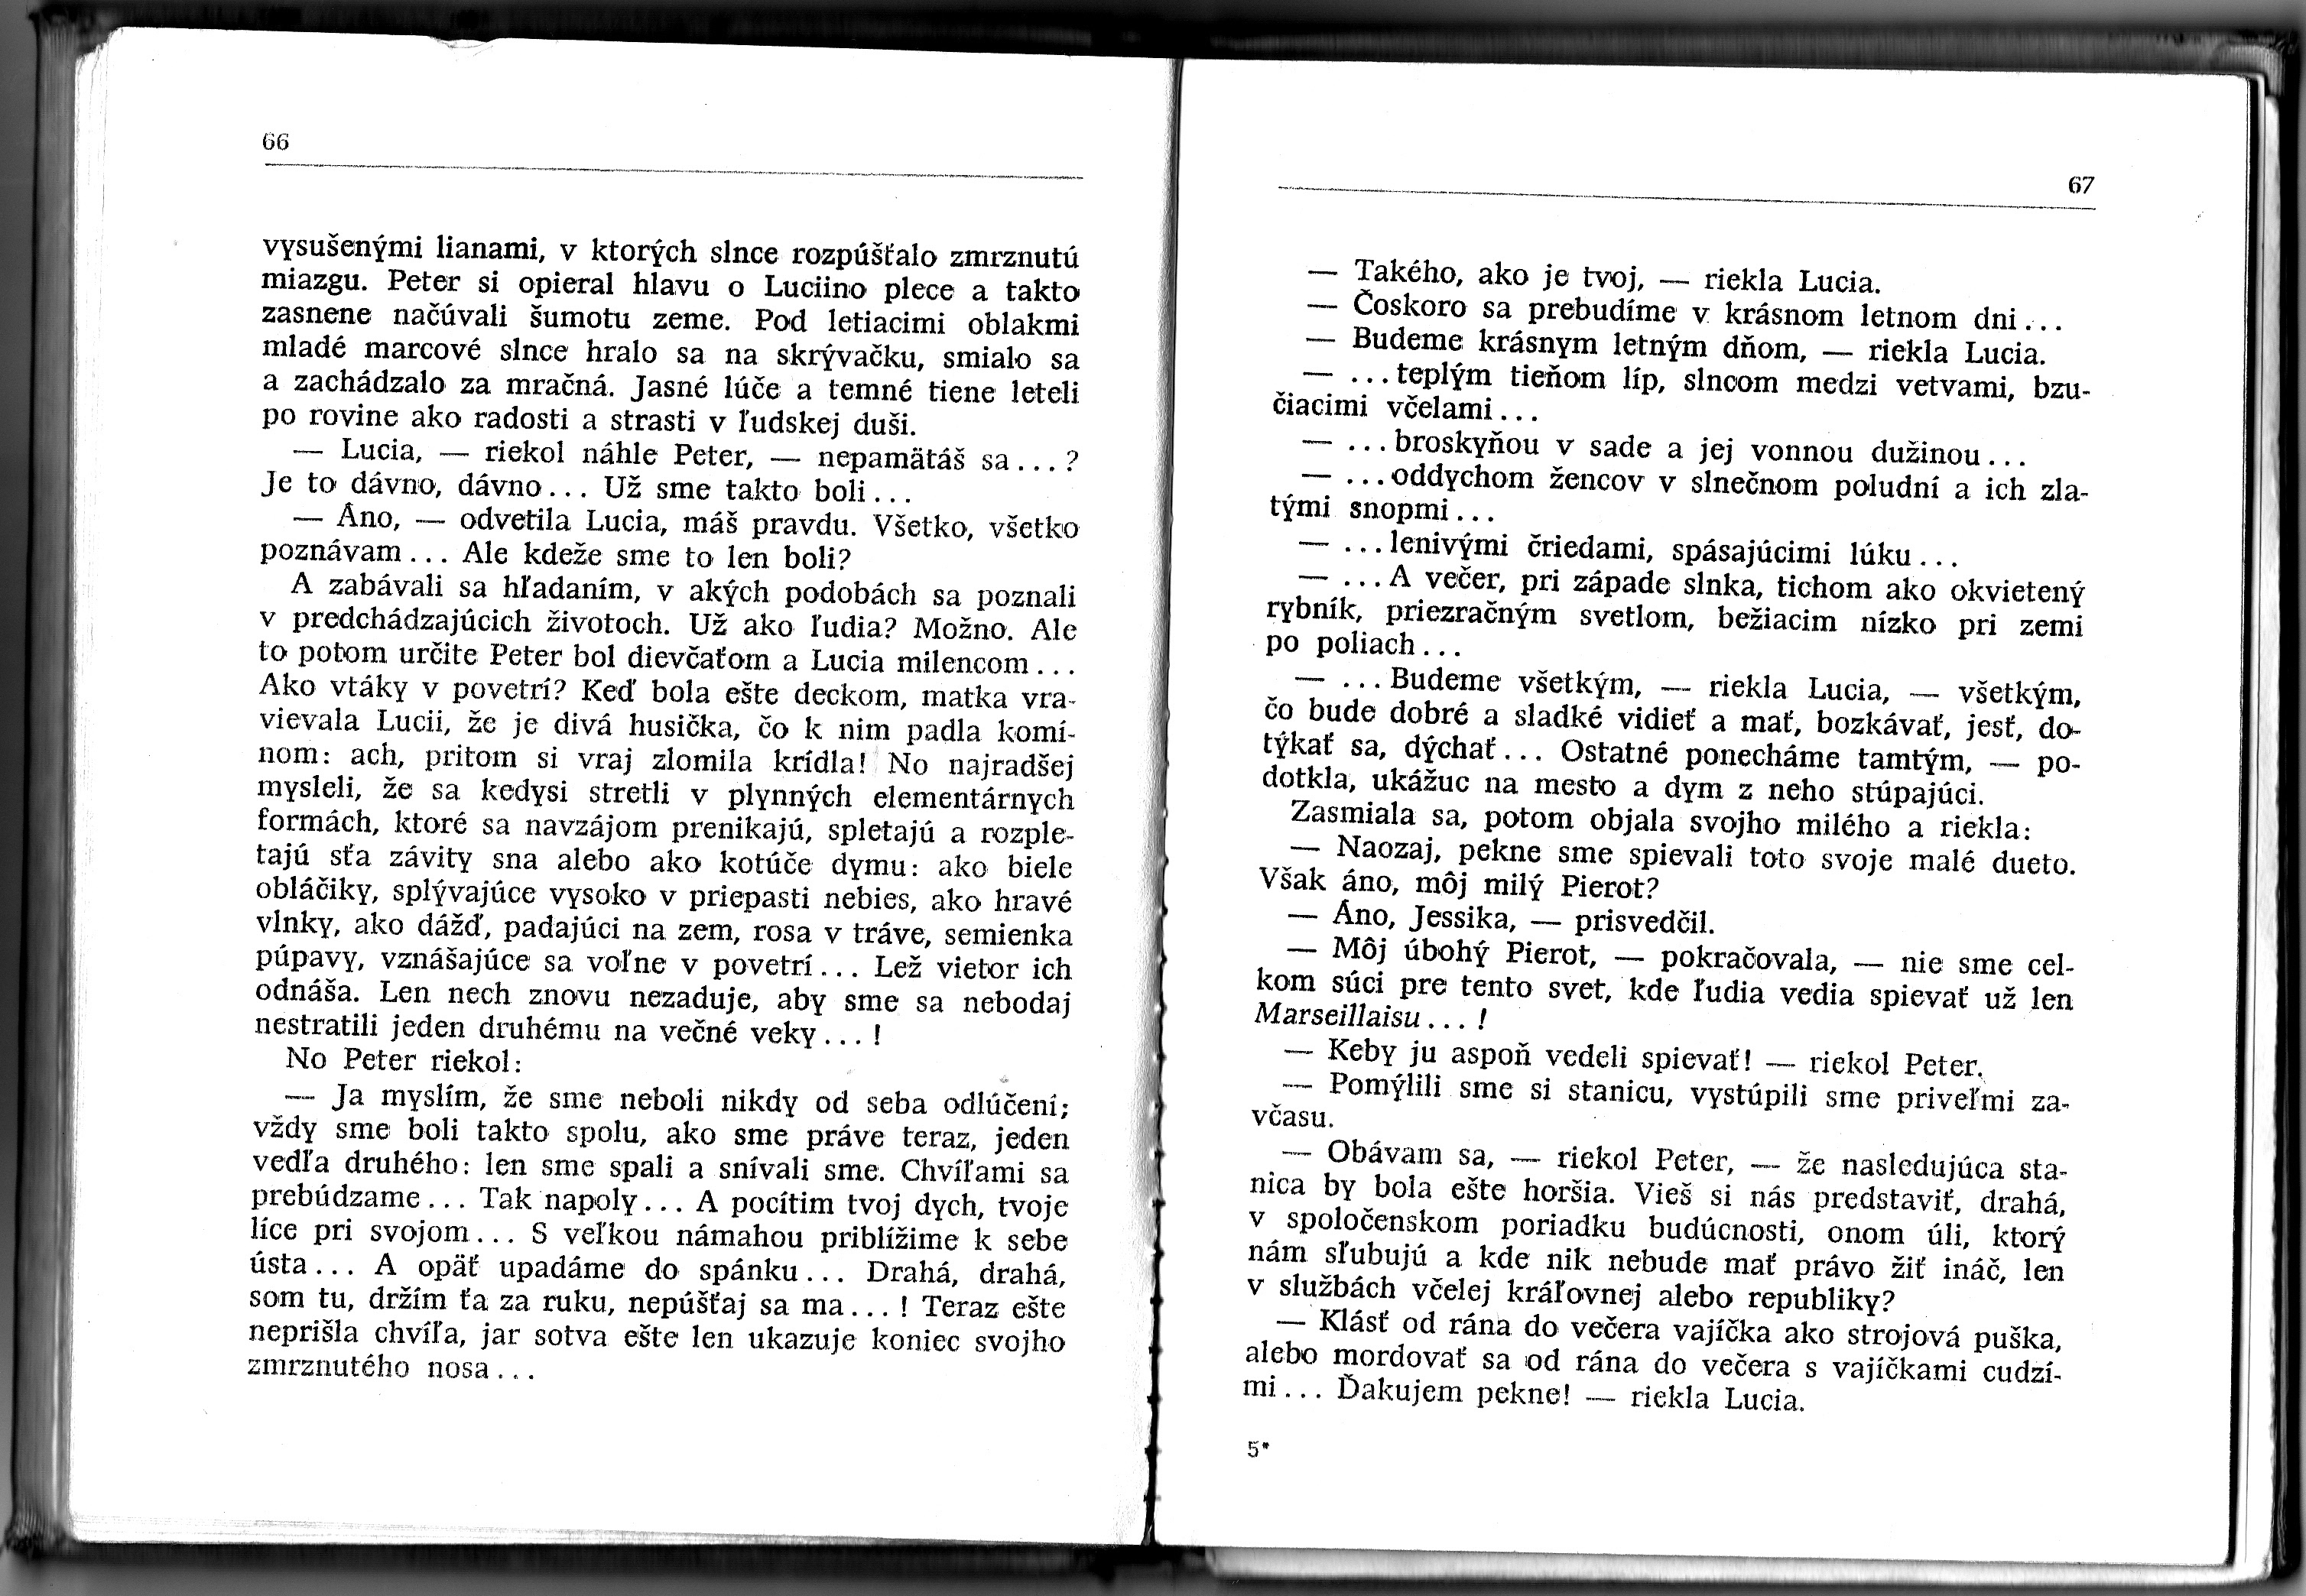 66
vysušenými lianami, v ktorých slnce rozpúšťalo zmrznutú
miazgu. Peter si opieral hlavu o Luciino plece a takto
zasnene načúvali šumotu zeme. Pod letiacimi oblakmi
mladé marcové slnce hralo sa na skrývačku, smialo sa
a zachádzalo za mračná. Jasné lúče a temné tiene leteli
po rovine ako radosti a strasti v ľudskej duši.
— Lucia, — riekol náhle Peter, — nepamätáš sa...?
Je to dávno, dávno... Už sme takto boli...
— Áno, — odvetila Lucia, máš pravdu. Všetko, všetko
poznávam... Ale kdeže sme to len boli?
A zabávali sa hľadaním, v akých podobách sa poznali
v predchádzajúcich životoch. Už ako ľudia? Možno. Ale
to potom určite Peter bol dievčaťom a Lucia milencom...
Ako vtáky v povetrí? Keď bola ešte deckom, matka vra-
vievala Lucii, že je divá husička, čo k nim padla komí-
nom: ach, pritom si vraj zlomila krídla! No najradšej
mysleli, že sa kedysi stretli v plynných elementárnych
formách, ktoré sa navzájom prenikajú, spletajú a rozple-
tajú sťa závity sna alebo ako kotúče dymu: ako biele
obláčiky, splývajúce vysoko v priepasti nebies, ako hravé
vlnky, ako dážď, padajúci na zem, rosa v tráve, semienka
púpavy, vznášajúce sa voľne v povetrí... Lež vietor ich
odnáša. Len nech znovu nezaduje, aby sme sa nebodaj
nestratili jeden druhému na večné veky...!
No Peter riekol:
— Ja myslím, že sme neboli nikdy od seba odlúčení;
vždy sme boli takto spolu, ako sme práve teraz, jeden
vedľa druhého: len sme spali a snívali sme. Chvíľami sa
prebúdzame... Tak napoly... A pocítim tvoj dych, tvoje
líce pri svojom... S veľkou námahou priblížime k sebe
ústa... A opäť upadáme do spánku... Drahá, drahá,
som tu, držím ťa za ruku, nepúšťaj sa ma...! Teraz ešte
neprišla chvíľa, jar sotva ešte len ukazuje koniec svojho
zmrznutého nosa...
67
— Takého, ako je tvoj, — riekla Lucia.
— Čoskoro sa prebudíme v krásnom letnom dni...
— Budeme krásnym letným dňom, — riekla Lucia.
— ...teplým tieňom líp, slncom medzi vetvami, bzu-
čiacimi včelami...
— ...broskyňou v sade a jej vonnou dužinou...
— ...oddychom žencov v slnečnom poludní a ich zla-
tými snopmi...
— ...lenivými čriedami, spásajúcimi lúku...
— ...A večer, pri západe slnka, tichom ako okvietený
rybník, priezračným svetlom, bežiacim nízko pri zemi
po poliach...
— ...Budeme všetkým, — riekla Lucia, — všetkým,
čo bude dobré a sladké vidieť a mať, bozkávať, jesť, do-
týkať sa, dýchať... Ostatné ponecháme tamtým, — po-
dotkla, ukážuc na mesto a dym z neho stúpajúci.
Zasmiala sa, potom objala svojho milého a riekla:
— Naozaj, pekne sme spievali toto svoje malé dueto.
Však áno, môj milý Pierot?
— Áno, Jessika, — prisvedčil.
— Môj úbohý Pierot, — pokračovala, — nie sme cel-
kom súci pre tento svet, kde ľudia vedia spievať už len
Marseillaisu...!
— Keby ju aspoň vedeli spievať! — riekol Peter.
— Pomýlili sme si stanicu, vystúpili sme priveľmi za-
včasu.
— Obávam sa, — riekol Peter, — že nasledujúca sta-
nica by bola ešte horšia. Vieš si nás predstaviť, drahá,
v spoločenskom poriadku budúcnosti, onom úli, ktorý
nám sľubujú a kde nik nebude mať právo žiť ináč, len
v službách včelej kráľovnej alebo republiky?
— Klásť od rána do večera vajíčka ako strojová puška,
alebo mordovať sa od rána do večera s vajíčkami cudzí-
mi... Ďakujem pekne! — riekla Lucia.
5*